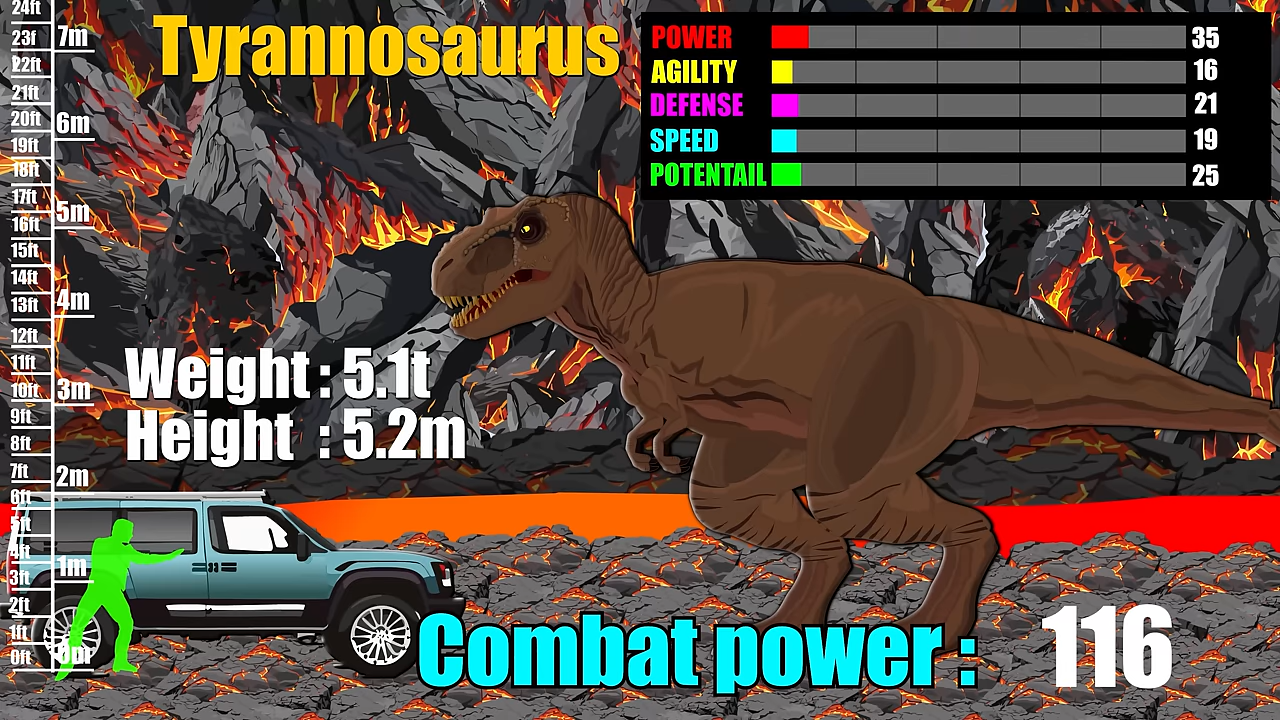 Tyrannosaurus
POWER 35
AGILITY 16
DEFENSE 21
SPEED 19
POTENTAIL 25
24ft
23f
7m
22ft
21ft
20ft
6m
19ft
18ft
17ft
5m
16ft
15ft
14ft
4m
13ft
12ft
11ft
3m
10ft
9ft
8ft
7ft
2m
6ft
5ft
4ft
1m
3ft
2ft
1ft
0ft
0m
Weight : 5.1t
Height : 5.2m
Combat power : 116